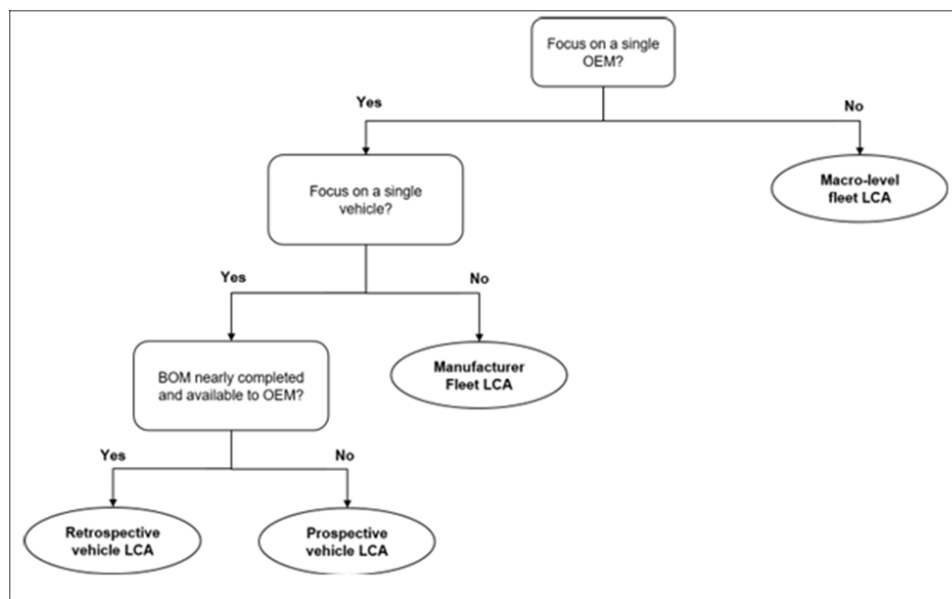 Focus on a single
OEM?
Yes
No
Focus on a single
vehicle?
Macro-level
fleet LCA
Yes
No
BOM nearly completed
and available to OEM?
Manufacturer
Fleet LCA
Yes
No
Retrospective
vehicle LCA
Prospective
vehicle LCA